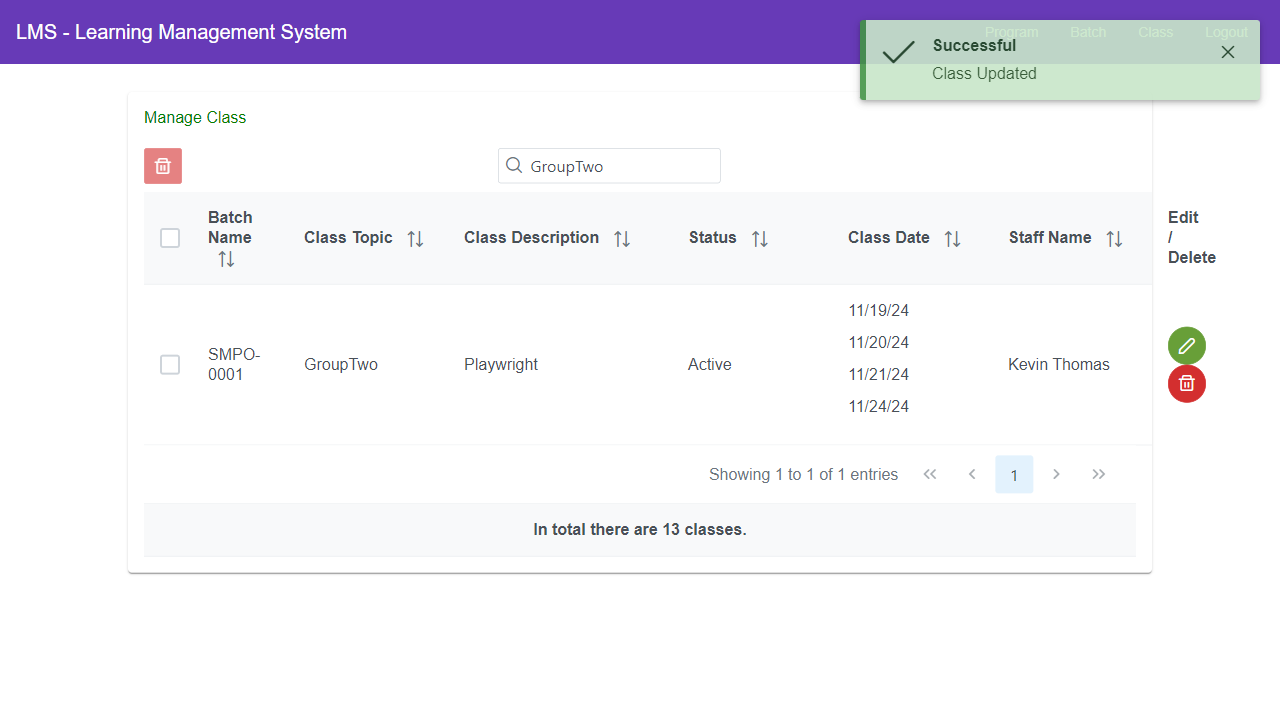 LMS - Learning Management System
Program Batch Class Logout
Successful
Class Updated
Manage Class
GroupTwo
Batch Name Class Topic Class Description Status Class Date Staff Name Edit / Delete
SMPO-0001 GroupTwo Playwright Active 11/19/24 Kevin Thomas
11/20/24
11/21/24
11/24/24
Showing 1 to 1 of 1 entries 1
In total there are 13 classes.